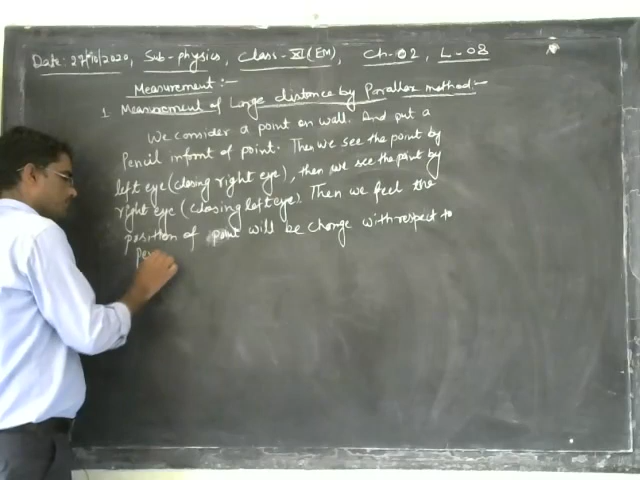 Date: 27/10/2020, Sub-physics, Class-XI(EM), Ch-02, L-08
Measurement:-
1 Measurement of Large distance by Parallax method:-
We consider a point on wall. And put a
Pencil infornt of point. Then we see the point by
left eye (closing right eye), then we see the point by
right eye (closing left eye). Then we feel the
position of point will be change with respect to
Pe